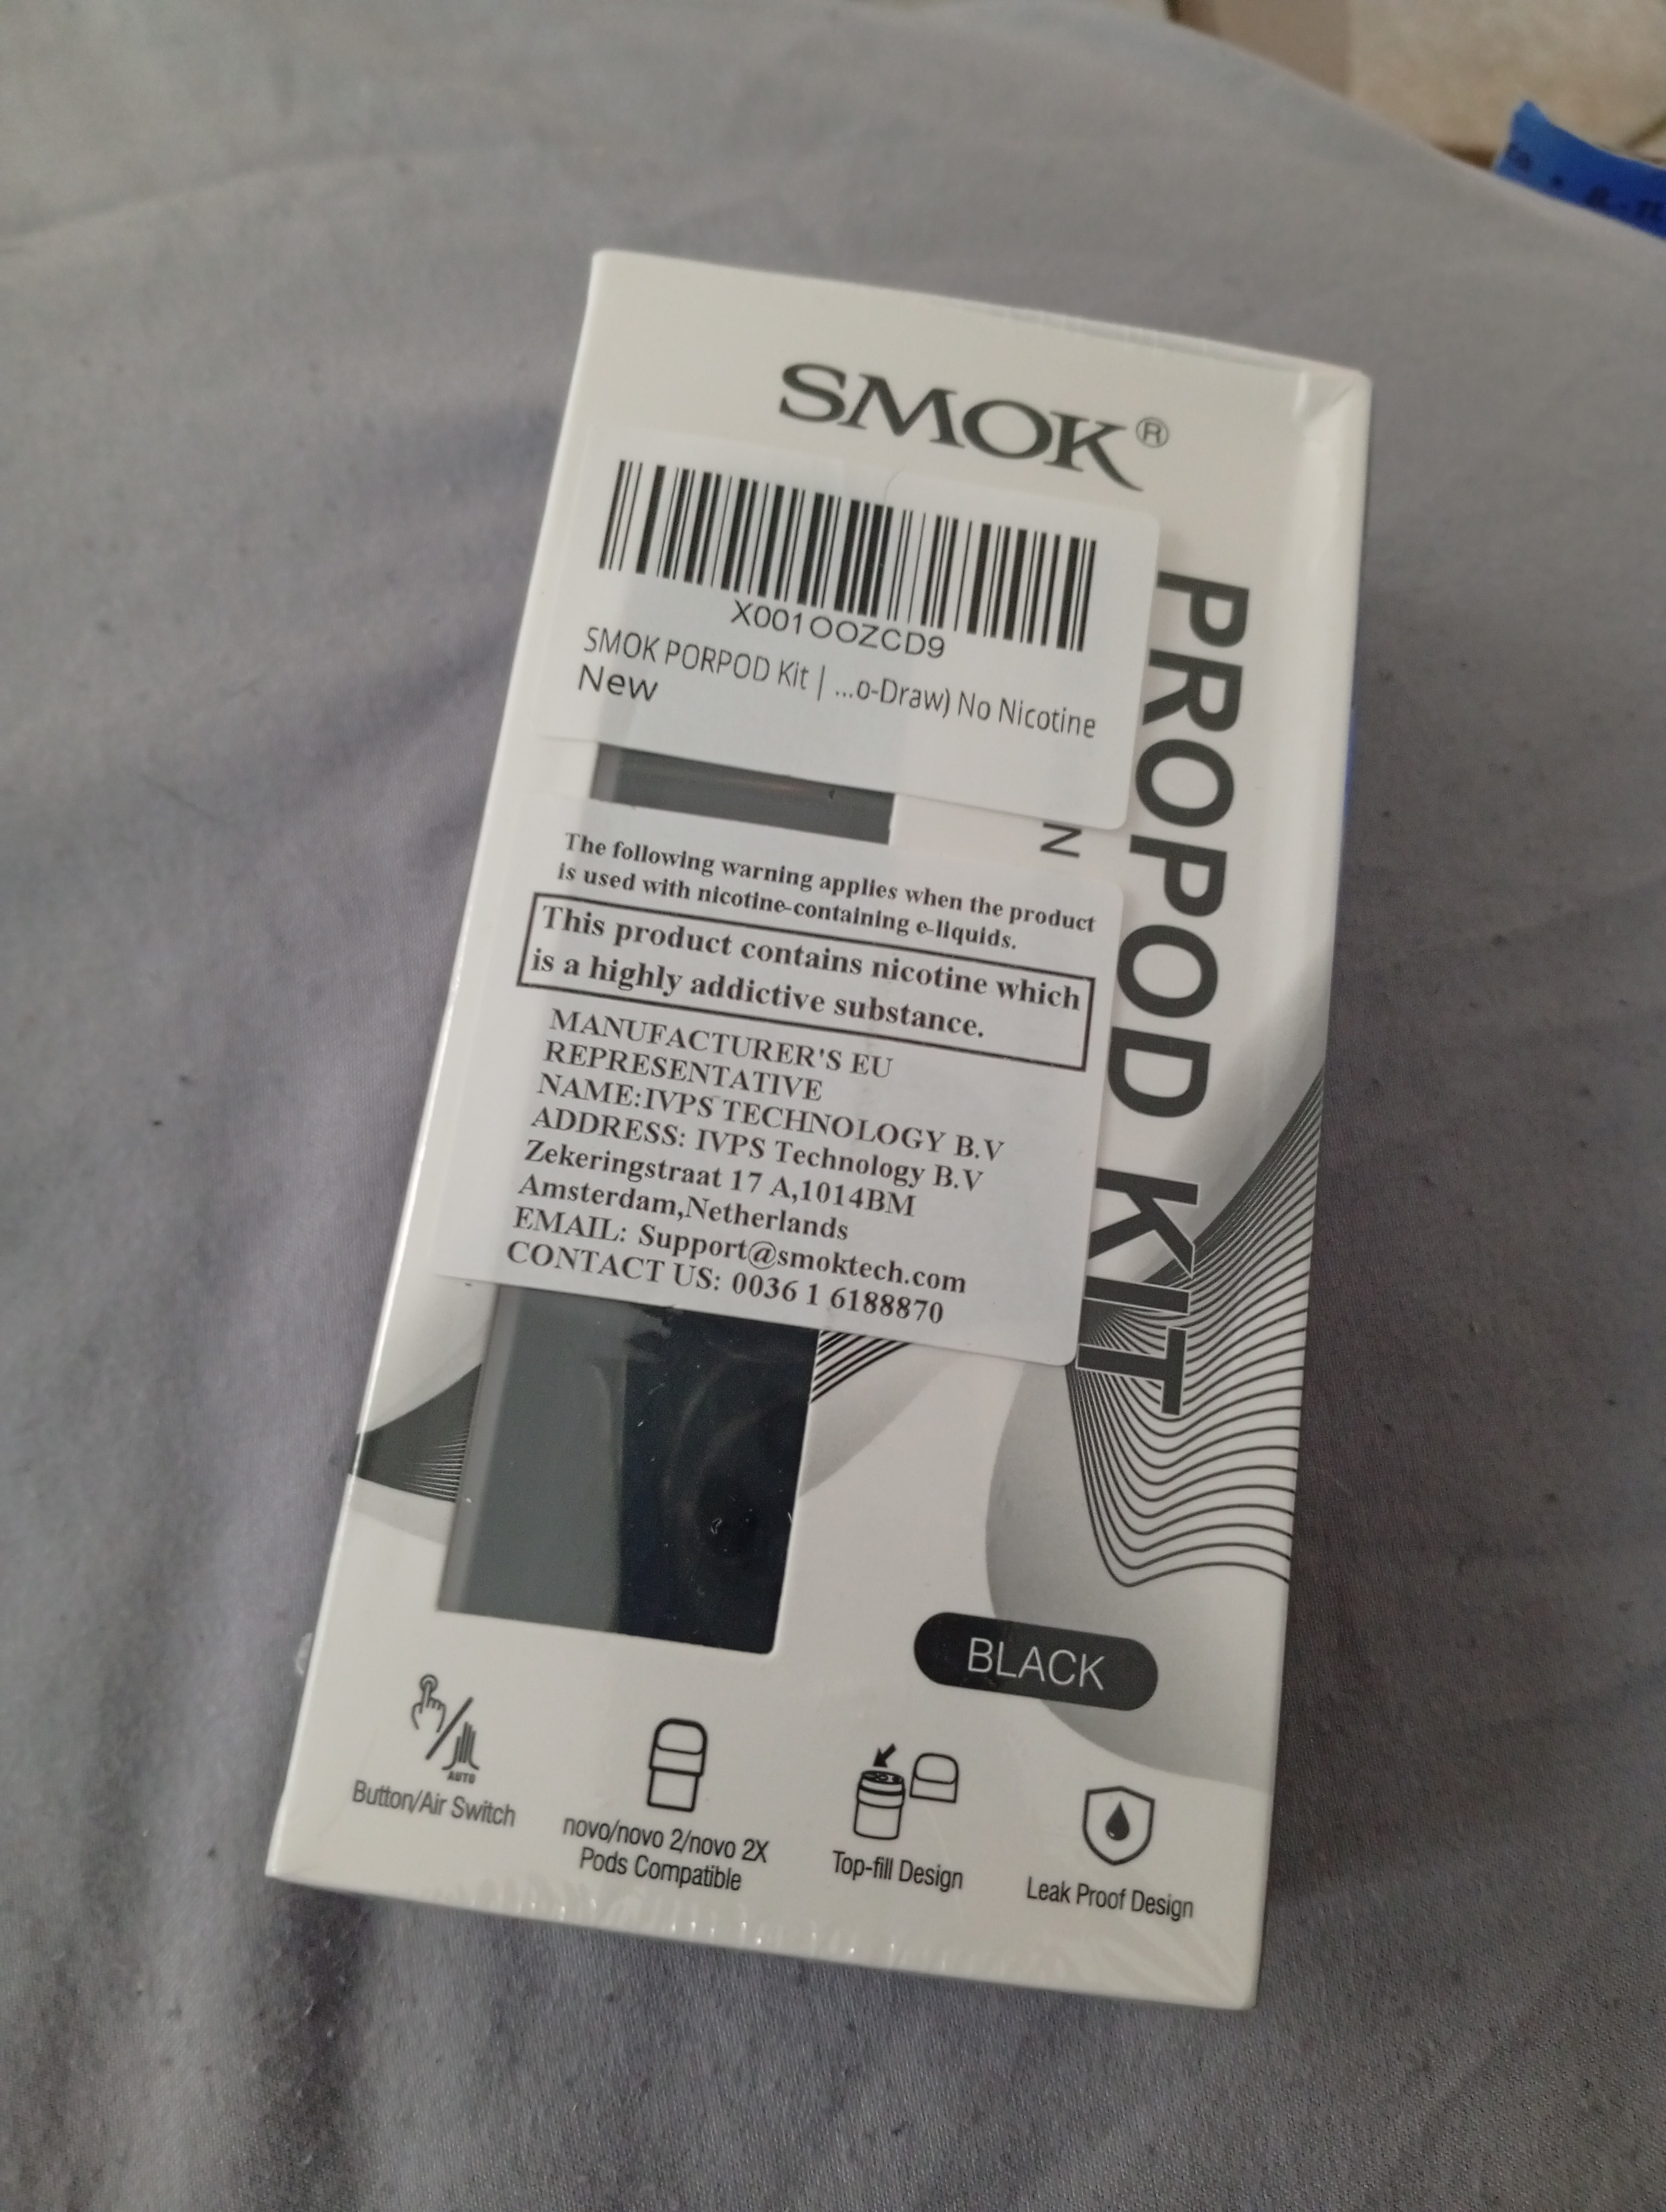 SMOK®
X001OOZCD9
SMOK PORPOD Kit | ...o-Draw) No Nicotine
New
PROPOD KIT
N
The following warning applies when the product
is used with nicotine-containing e-liquids.
This product contains nicotine which
is a highly addictive substance.
MANUFACTURER'S EU
REPRESENTATIVE
NAME:IVPS TECHNOLOGY B.V
ADDRESS: IVPS Technology B.V
Zekeringstraat 17 A,1014BM
Amsterdam,Netherlands
EMAIL: Support@smoktech.com
CONTACT US: 0036 1 6188870
BLACK
AUTO
Button/Air Switch
novo/novo 2/novo 2X
Pods Compatible
Top-fill Design
Leak Proof Design